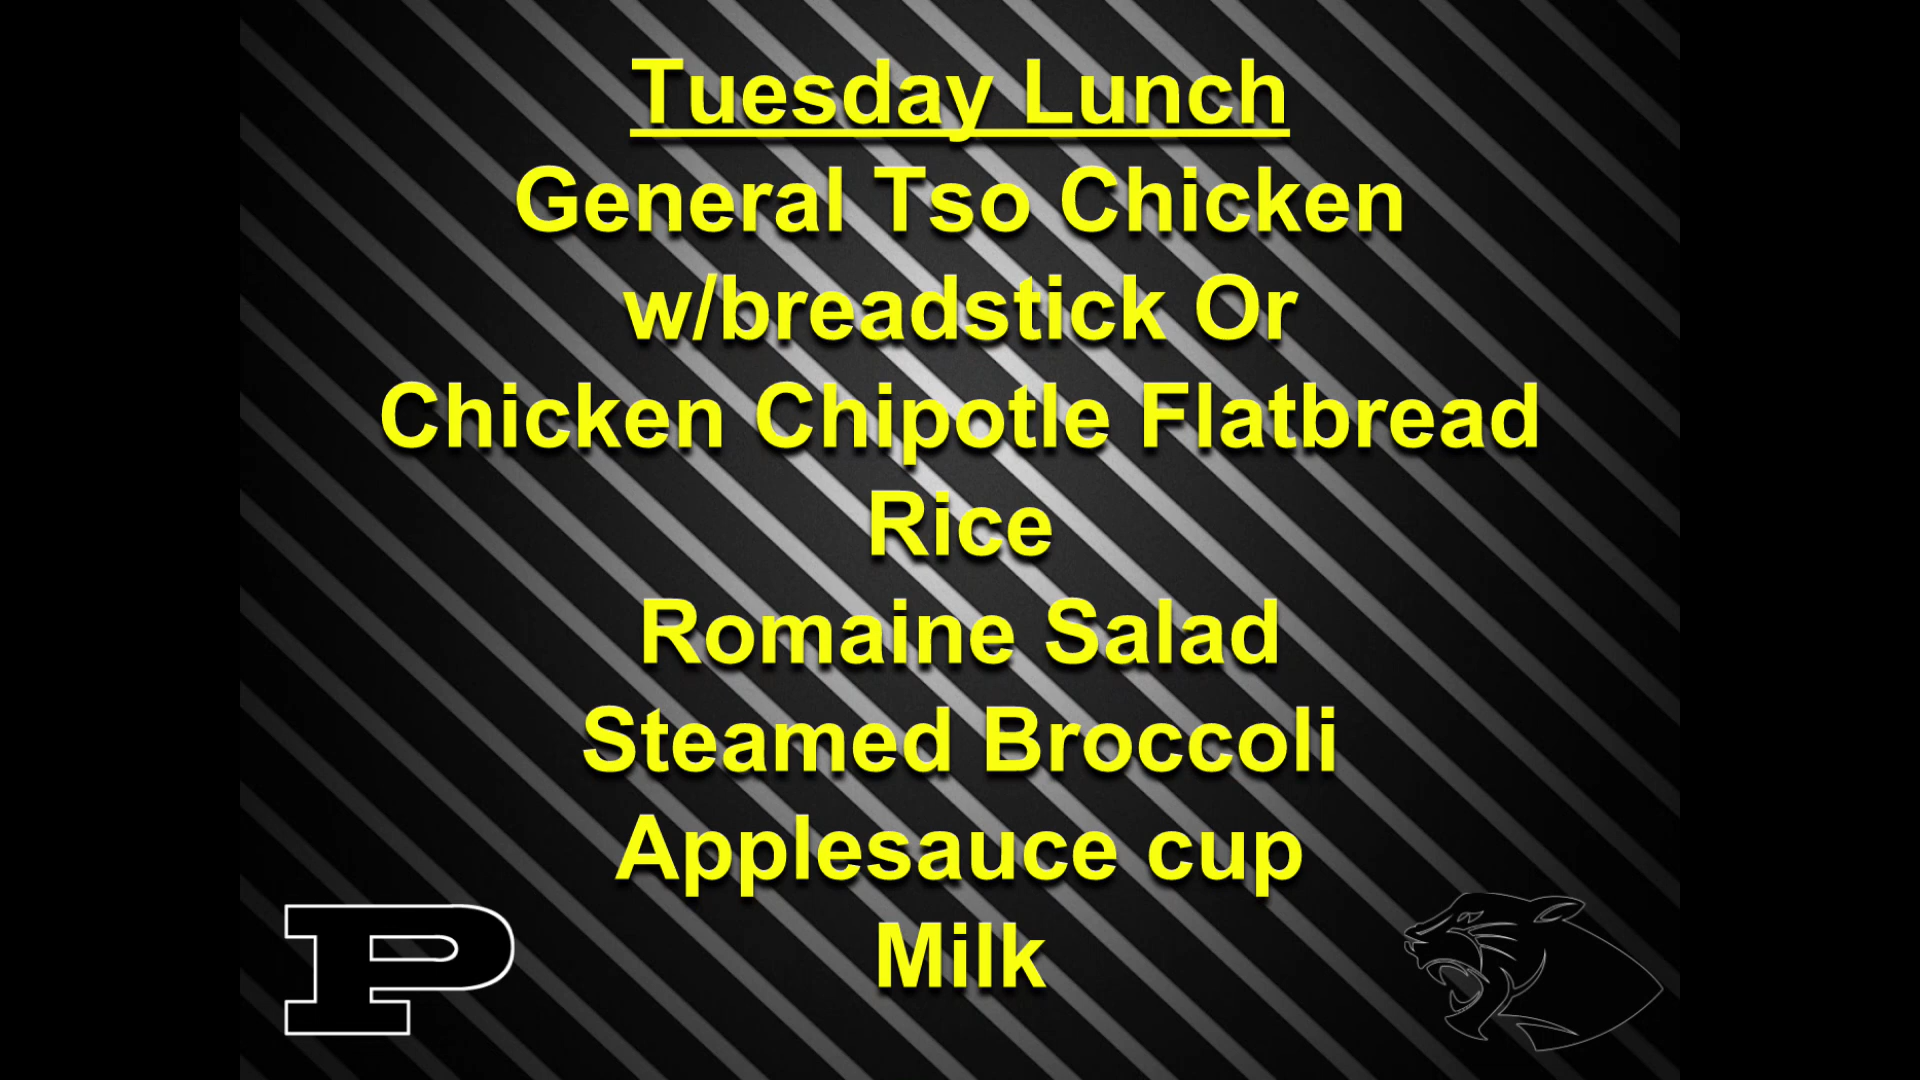 Tuesday Lunch
General Tso Chicken
w/breadstick Or
Chicken Chipotle Flatbread
Rice
Romaine Salad
Steamed Broccoli
Applesauce cup
Milk
P